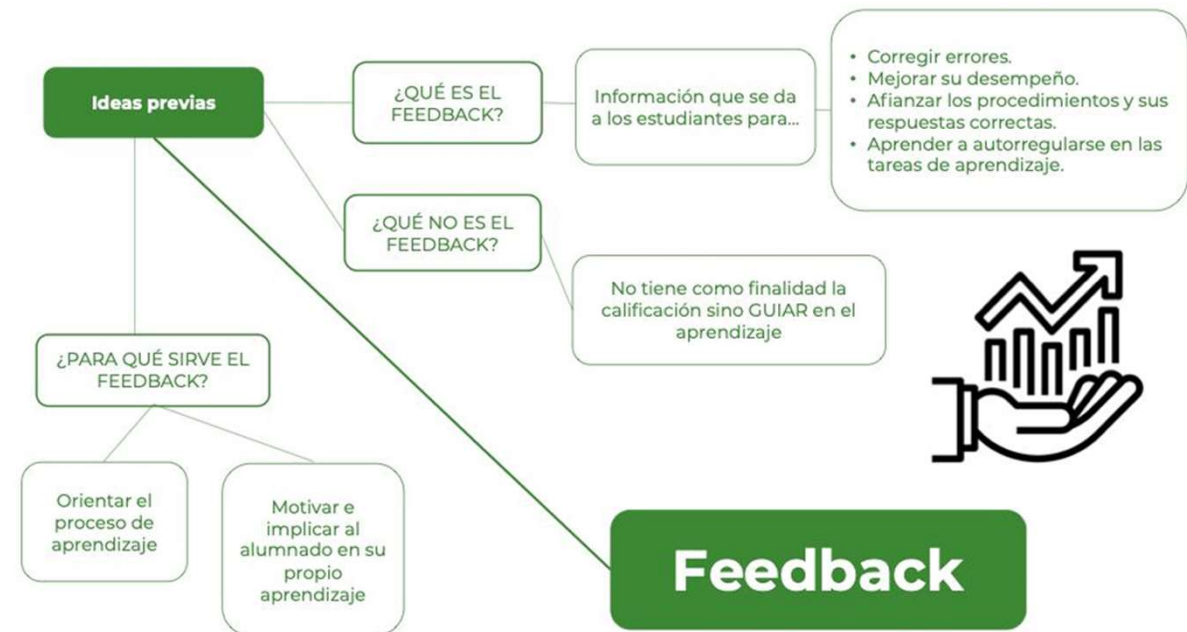 Ideas previas
¿QUÉ ES EL
FEEDBACK?
Información que se da
a los estudiantes para...
• Corregir errores.
• Mejorar su desempeño.
• Afianzar los procedimientos y sus
respuestas correctas.
• Aprender a autorregularse en las
tareas de aprendizaje.
¿QUÉ NO ES EL
FEEDBACK?
No tiene como finalidad la
calificación sino GUIAR en el
aprendizaje
¿PARA QUÉ SIRVE EL
FEEDBACK?
Orientar el
proceso de
aprendizaje
Motivar e
implicar al
alumnado en su
propio
aprendizaje
Feedback